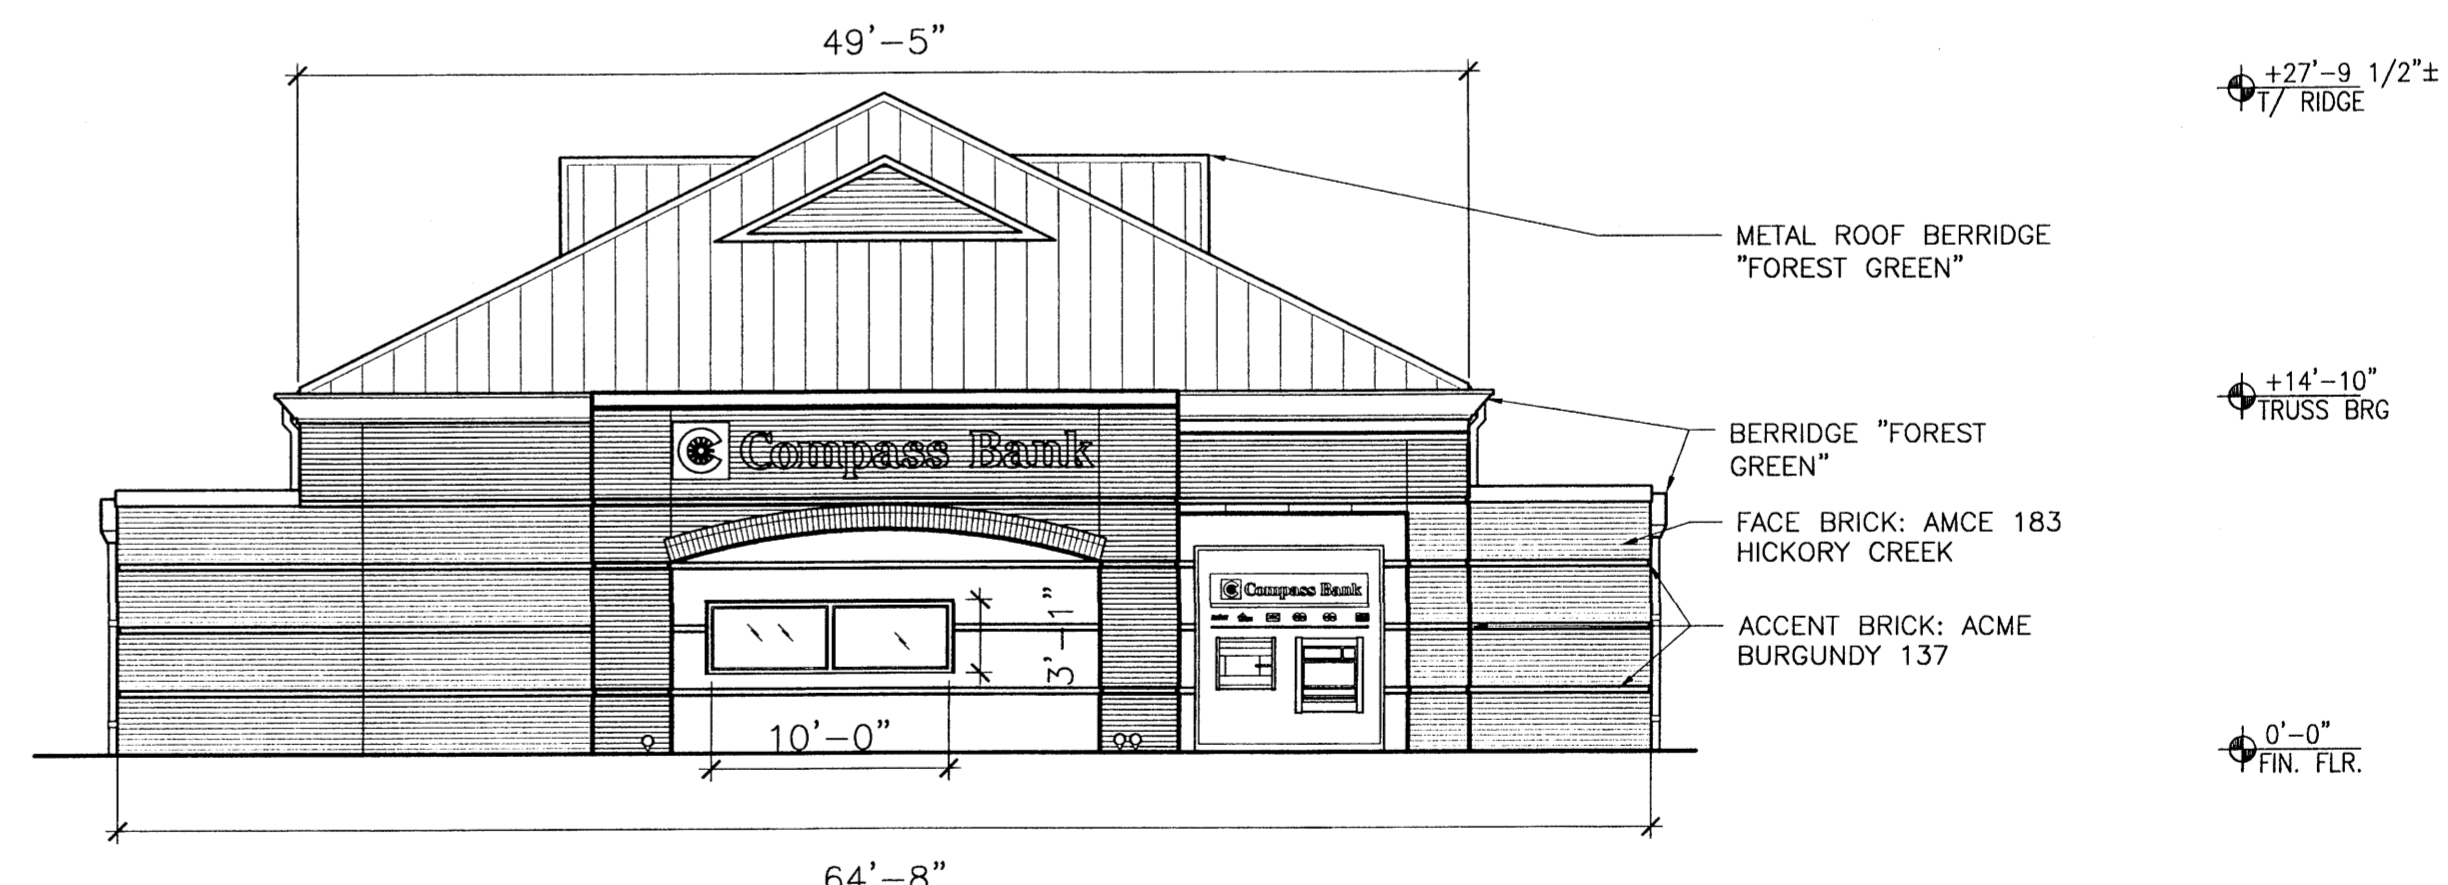 49'-5"
+27'-9 1/2"±
T/ RIDGE
METAL ROOF BERRIDGE
"FOREST GREEN"
+14'-10"
TRUSS BRG
BERRIDGE "FOREST
GREEN"
Compass Bank
FACE BRICK: AMCE 183
HICKORY CREEK
Compass Bank
3'-1"
ACCENT BRICK: ACME
BURGUNDY 137
10'-0"
0'-0"
FIN. FLR.
64'-8"